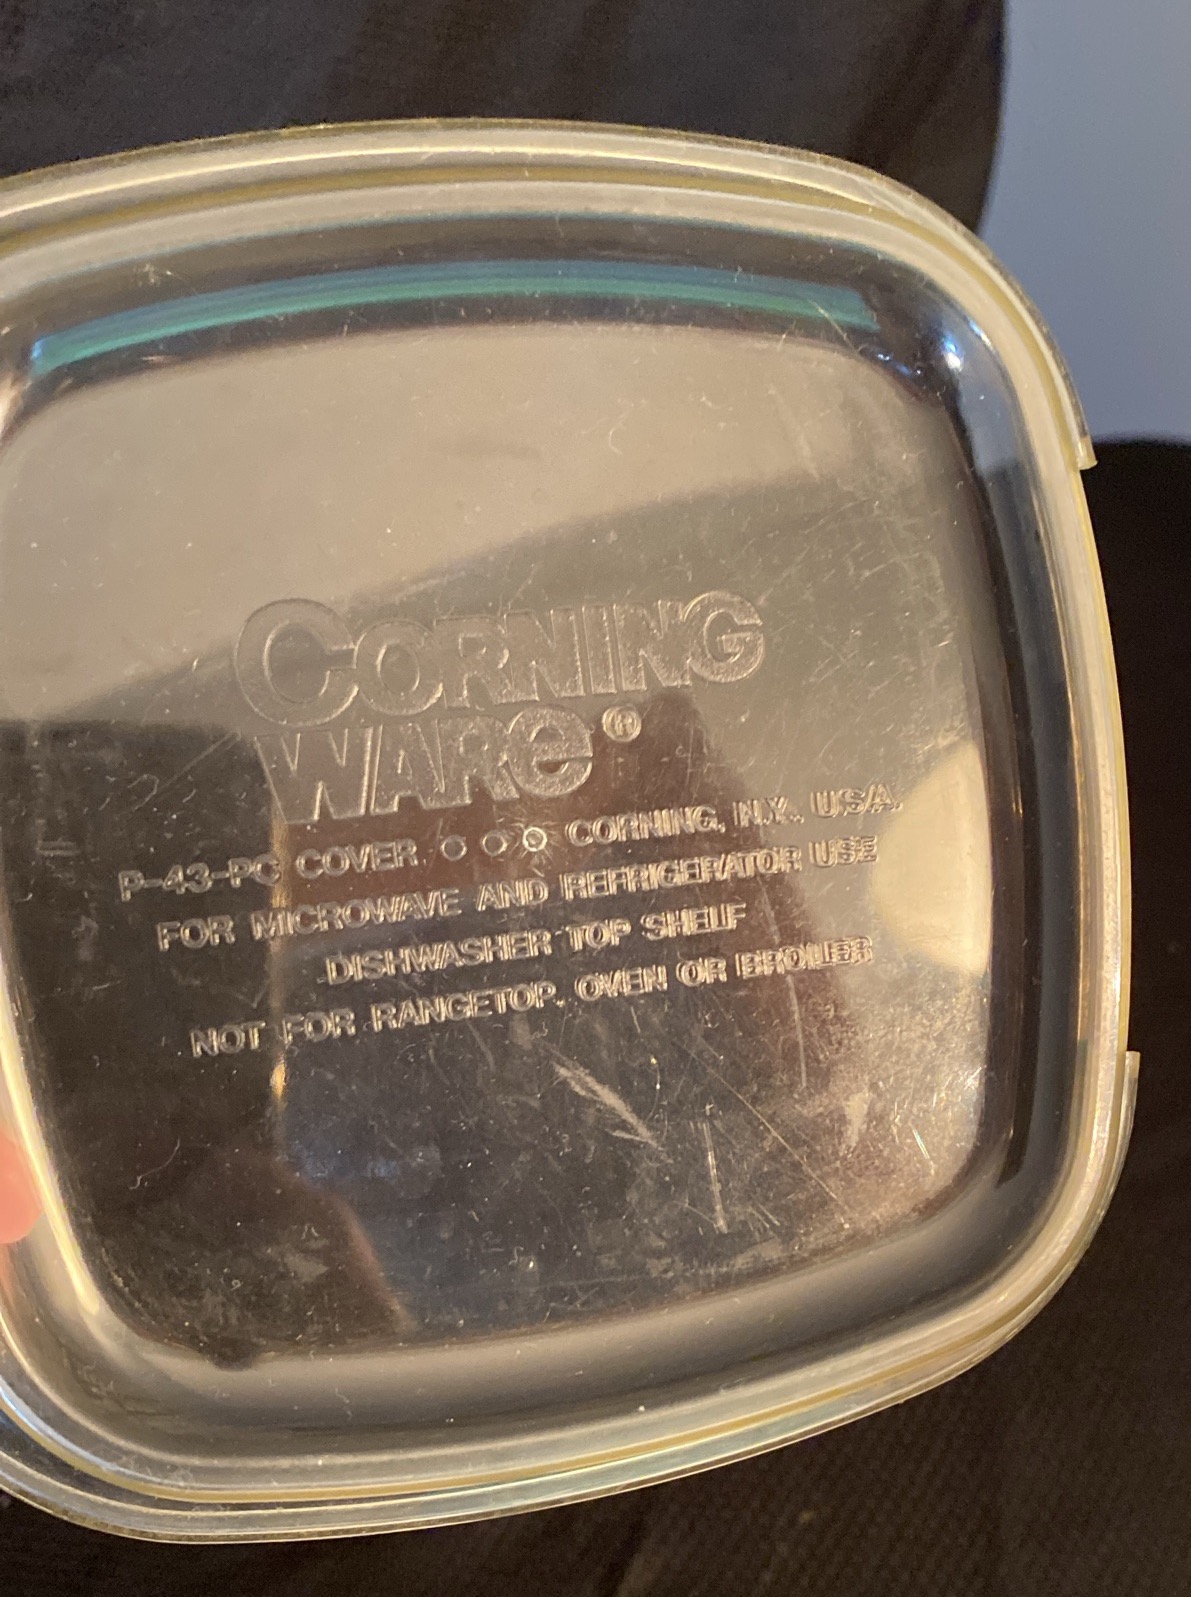 CORNING
WARE®
P-43-PC COVER CORNING, N.Y., USA.
FOR MICROWAVE AND REFRIGERATOR USE
DISHWASHER TOP SHELF
NOT FOR RANGETOP, OVEN OR BROILER